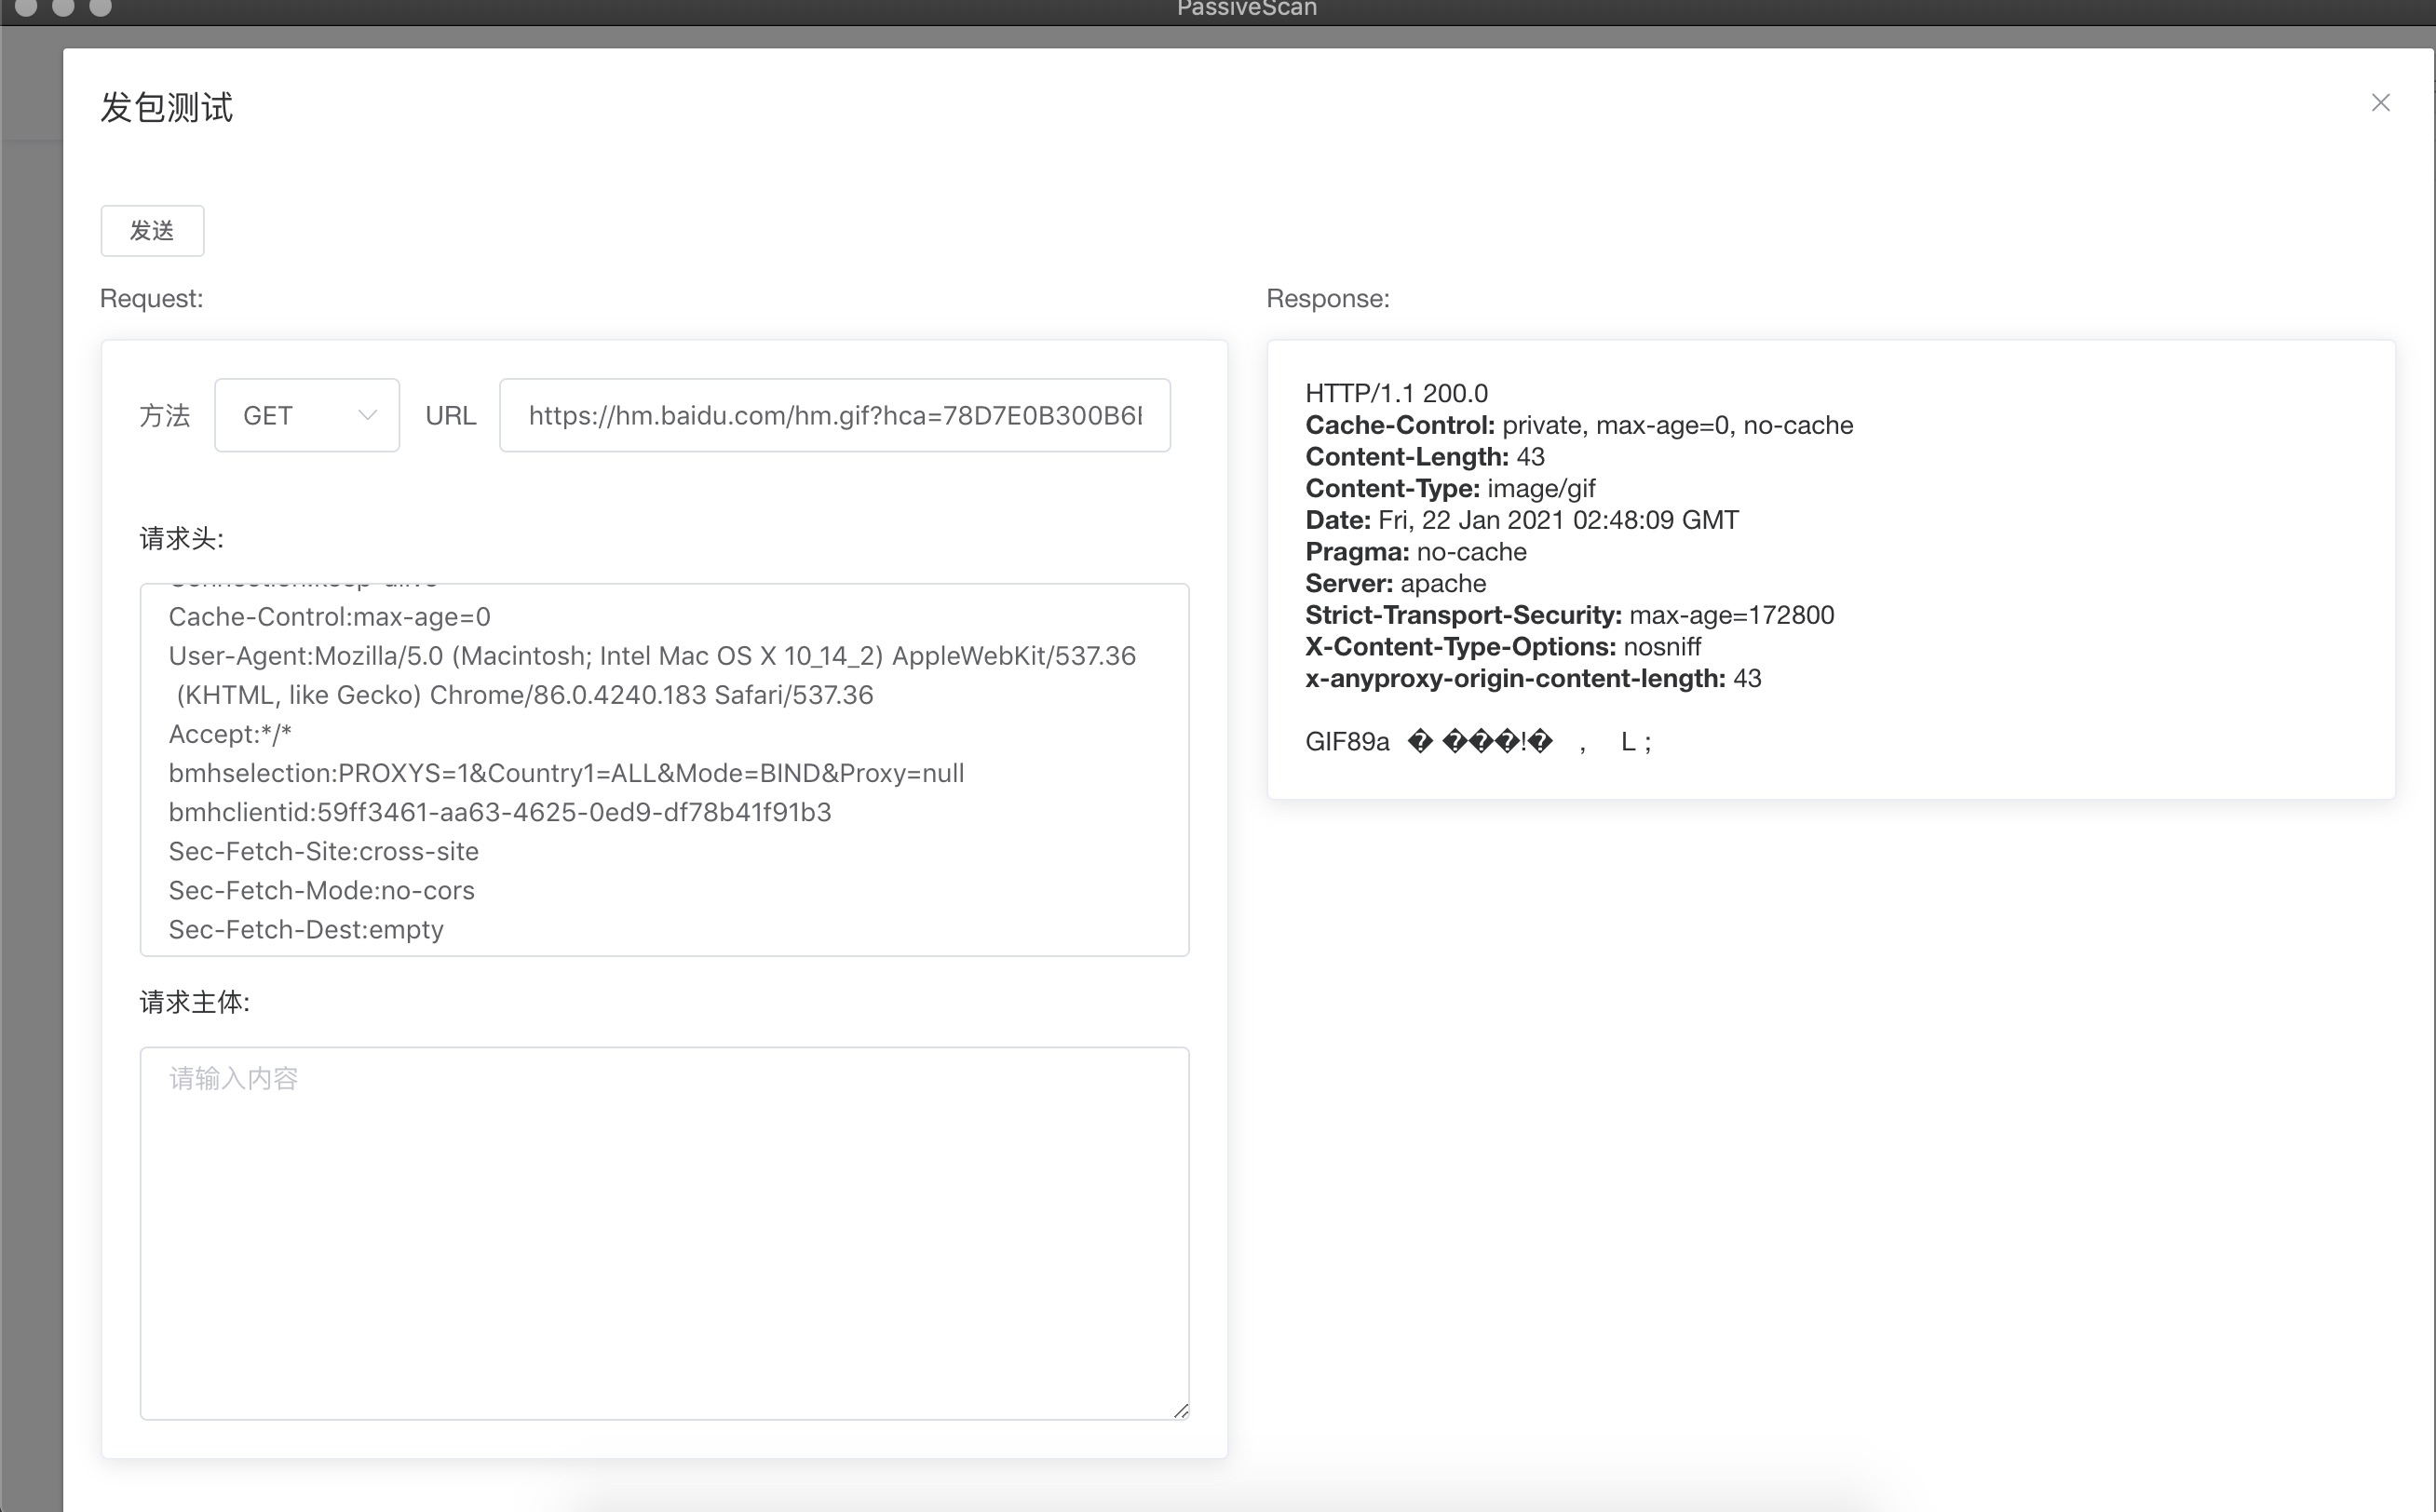 PassiveScan
发包测试
发送
Request:
方法 GET URL https://hm.baidu.com/hm.gif?hca=78D7E0B300B6
请求头:
Connection:keep-alive
Cache-Control:max-age=0
User-Agent:Mozilla/5.0 (Macintosh; Intel Mac OS X 10_14_2) AppleWebKit/537.36
(KHTML, like Gecko) Chrome/86.0.4240.183 Safari/537.36
Accept:*/*
bmhselection:PROXYS=1&Country1=ALL&Mode=BIND&Proxy=null
bmhclientid:59ff3461-aa63-4625-0ed9-df78b41f91b3
Sec-Fetch-Site:cross-site
Sec-Fetch-Mode:no-cors
Sec-Fetch-Dest:empty
请求主体:
请输入内容
Response:
HTTP/1.1 200.0
Cache-Control: private, max-age=0, no-cache
Content-Length: 43
Content-Type: image/gif
Date: Fri, 22 Jan 2021 02:48:09 GMT
Pragma: no-cache
Server: apache
Strict-Transport-Security: max-age=172800
X-Content-Type-Options: nosniff
x-anyproxy-origin-content-length: 43
GIF89a � ���!� , L ;